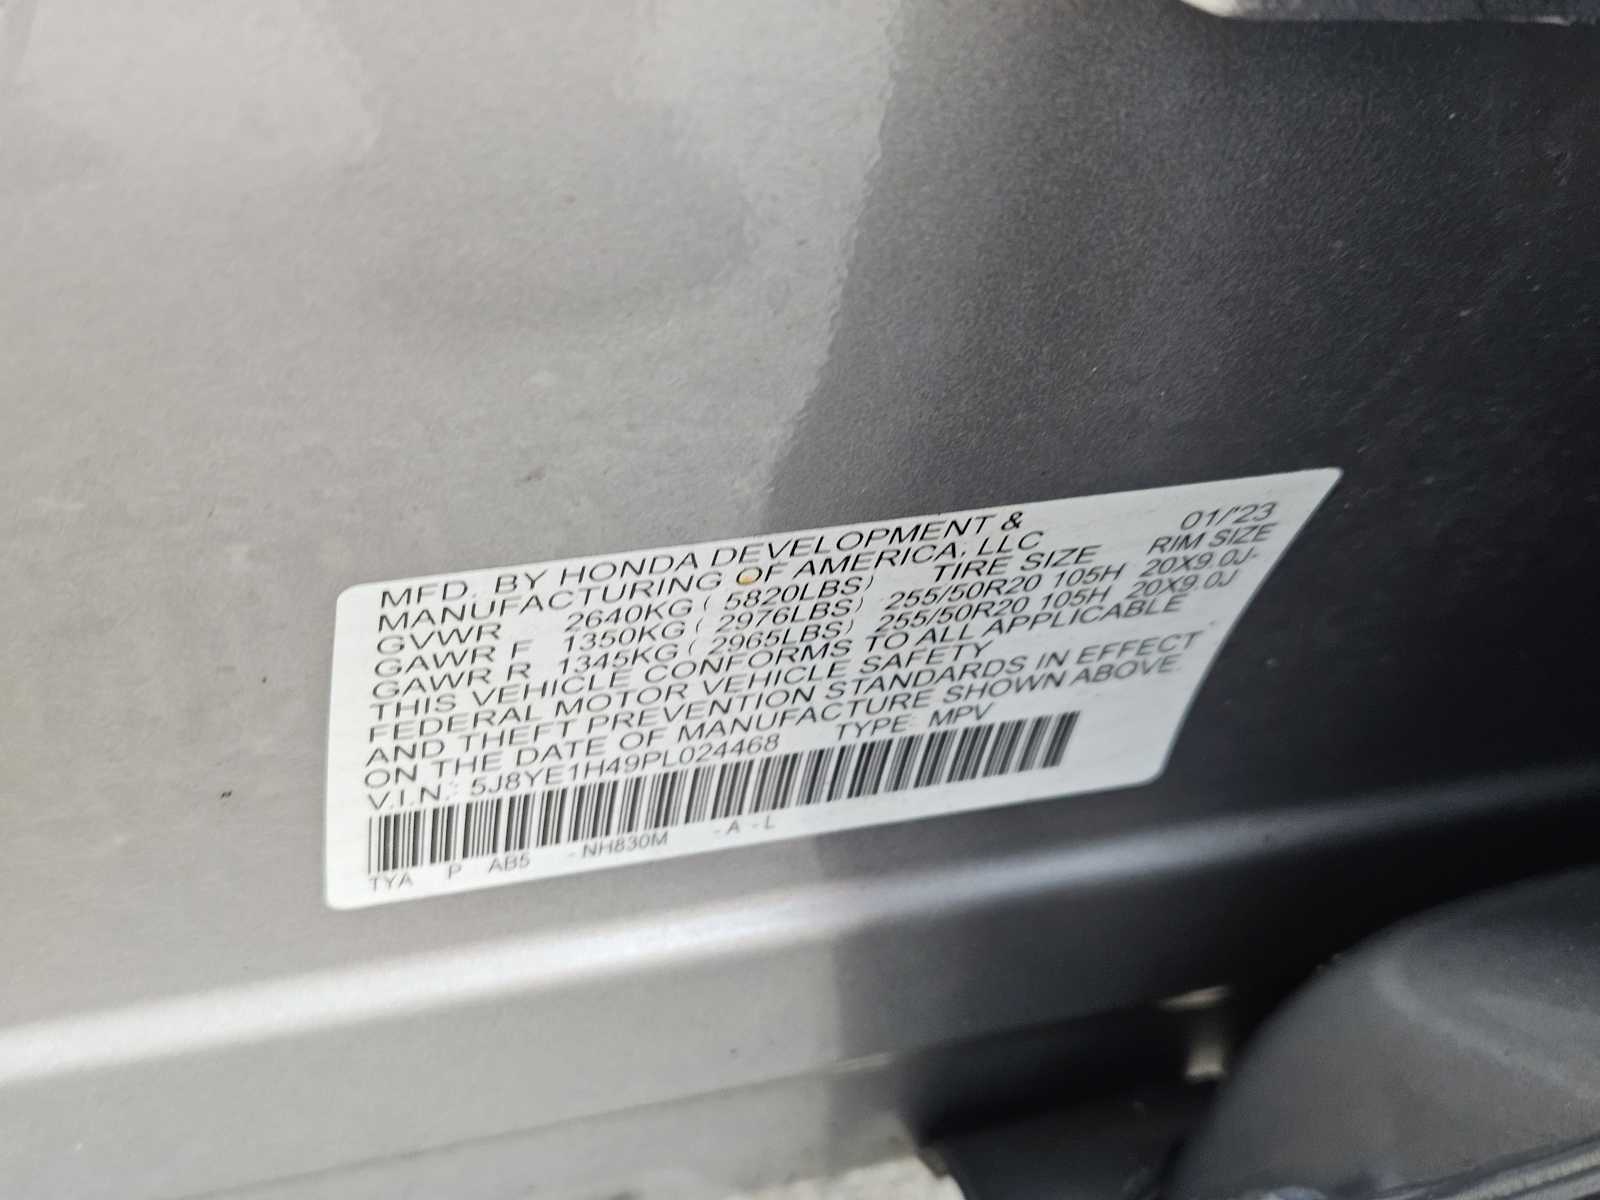 MFD. BY HONDA DEVELOPMENT & 01/'23
MANUFACTURING OF AMERICA, LLC
GVWR 2640KG ( 5820LBS) TIRE SIZE RIM SIZE
GAWR F 1350KG ( 2976LBS) 255/50R20 105H 20X9.0J-
GAWR R 1345KG ( 2965LBS) 255/50R20 105H 20X9.0J
THIS VEHICLE CONFORMS TO ALL APPLICABLE
FEDERAL MOTOR VEHICLE SAFETY
AND THEFT PREVENTION STANDARDS IN EFFECT
ON THE DATE OF MANUFACTURE SHOWN ABOVE.
V.I.N.: 5J8YE1H49PL024468 TYPE: MPV
TYA P AB5 -NH830M -A-L